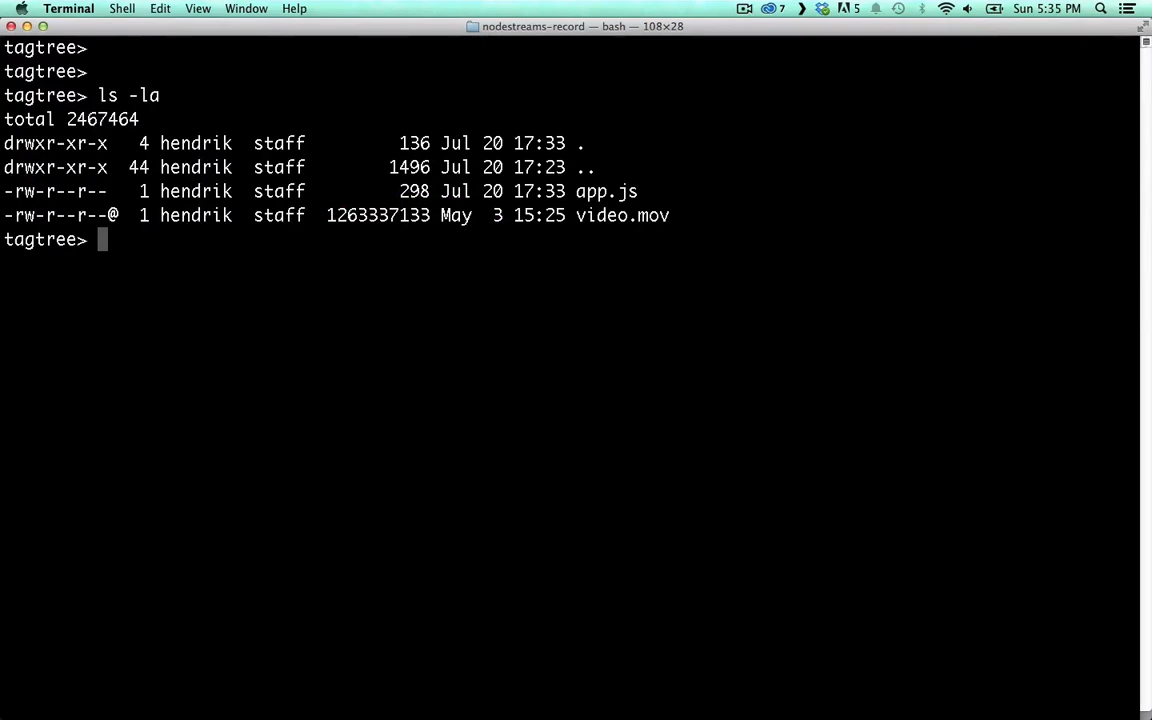 Terminal Shell Edit View Window Help 7 5 Sun 5:35 PM
nodestreams-record — bash — 108×28
tagtree>
tagtree>
tagtree> ls -la
total 2467464
drwxr-xr-x 4 hendrik staff 136 Jul 20 17:33 .
drwxr-xr-x 44 hendrik staff 1496 Jul 20 17:23 ..
-rw-r--r-- 1 hendrik staff 298 Jul 20 17:33 app.js
-rw-r--r--@ 1 hendrik staff 1263337133 May 3 15:25 video.mov
tagtree>